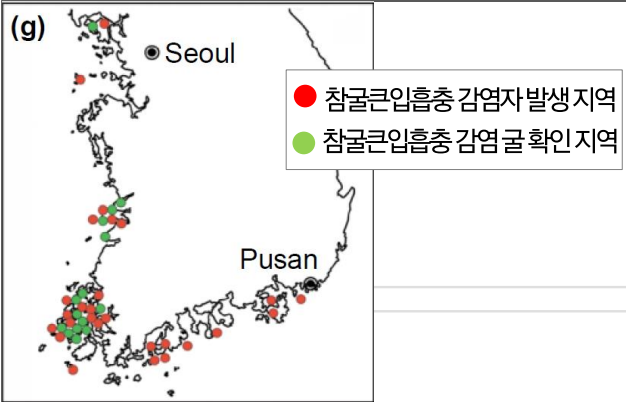 (g)
Seoul
참굴큰입흡충 감염자 발생 지역
참굴큰입흡충 감염 굴 확인 지역
Pusan